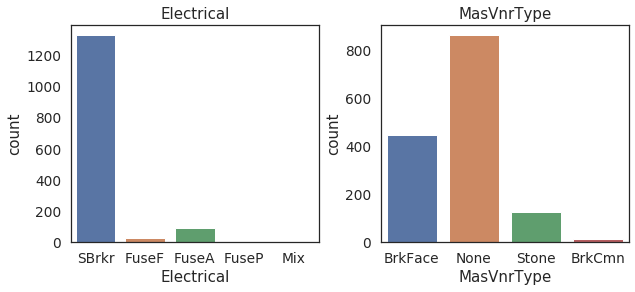 Electrical
1200
1000
800
600
400
200
0
count
SBrkr FuseF FuseA FuseP Mix
Electrical
MasVnrType
800
600
400
200
0
count
BrkFace None Stone BrkCmn
MasVnrType